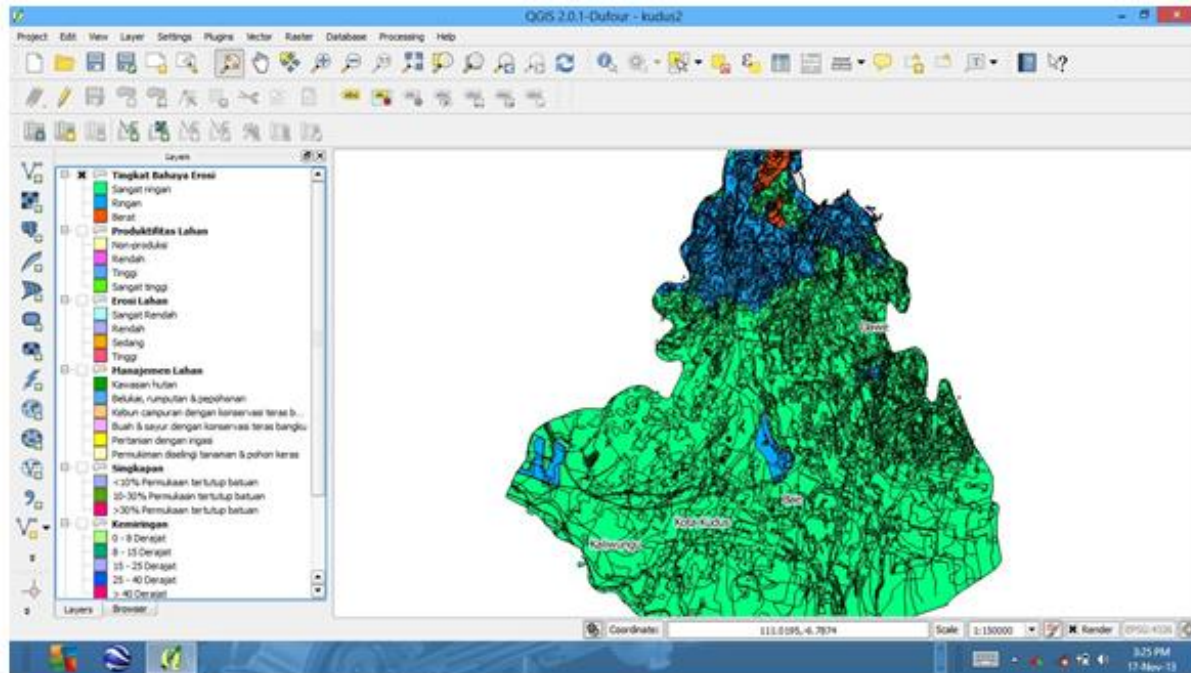 QGIS 2.0.1-Dufour - kudus2
Project Edit View Layer Settings Plugins Vector Raster Database Processing Help
Layers
Tingkat Bahaya Erosi
Sangat ringan
Ringan
Berat
Produktifitas Lahan
Non-produksi
Rendah
Tinggi
Sangat tinggi
Erosi Lahan
Sangat Rendah
Rendah
Sedang
Tinggi
Manajemen Lahan
Kawasan hutan
Belukar, rumputan & pepohonan
Kebun campuran dengan konservasi teras b...
Buah & sayur dengan konservasi teras bangku
Pertanian dengan irigasi
Permukiman diselingi tanaman & pohon keras
Singkapan
<10% Permukaan tertutup batuan
10-30% Permukaan tertutup batuan
>30% Permukaan tertutup batuan
Kemiringan
0 - 8 Derajat
8 - 15 Derajat
15 - 25 Derajat
25 - 40 Derajat
> 40 Derajat
Layers Browser
Dawe
Bae
Kota Kudus
Kaliwungu
Coordinate: 111.0195,-6.7874 Scale 1:150000 Render EPSG:4326
3:25 PM
17-Nov-13